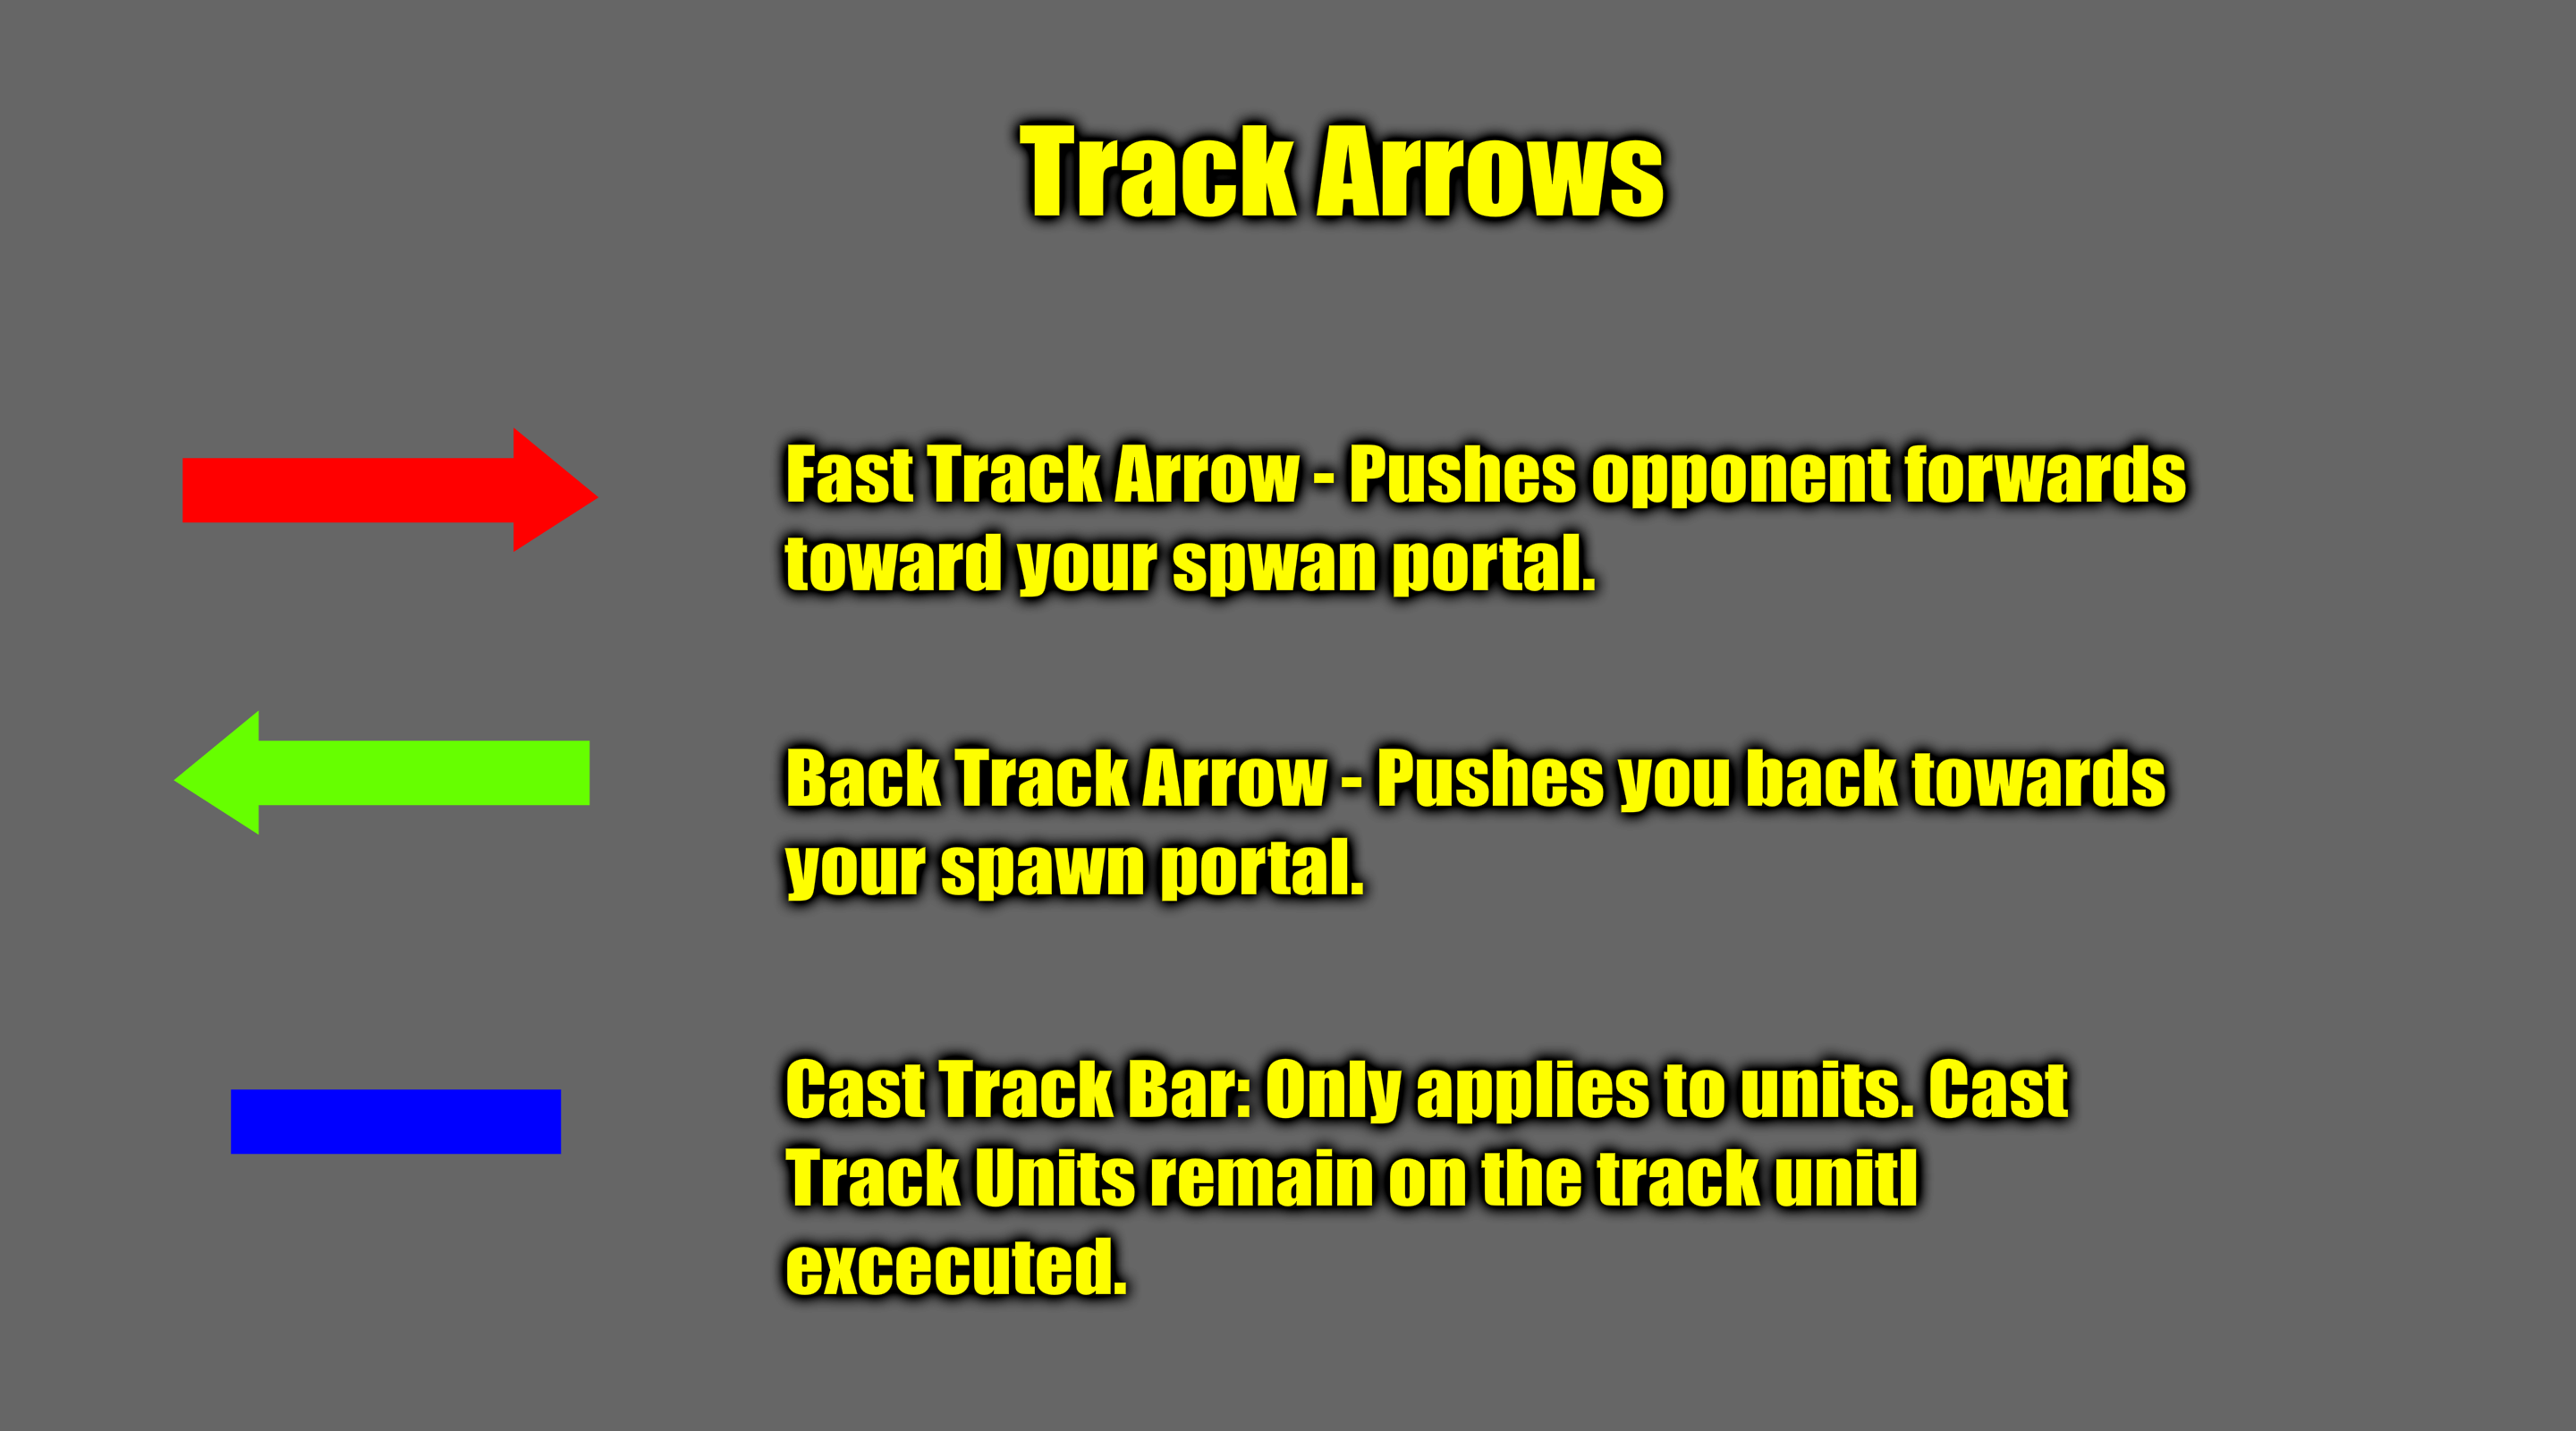 Track Arrows
Fast Track Arrow - Pushes opponent forwards
toward your spwan portal.
Back Track Arrow - Pushes you back towards
your spawn portal.
Cast Track Bar: Only applies to units. Cast
Track Units remain on the track unitl
excecuted.